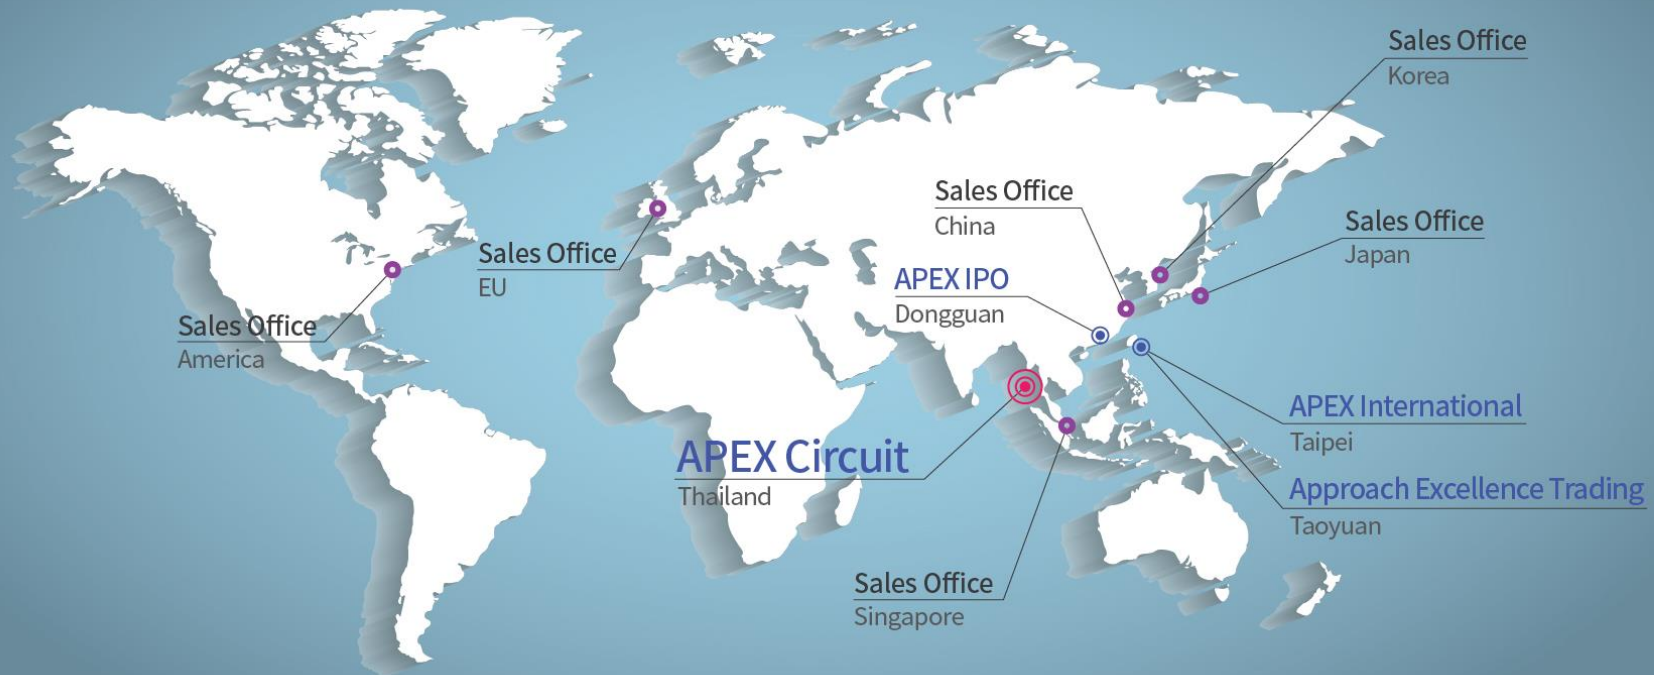 Sales Office
Korea
Sales Office
China
Sales Office
Japan
Sales Office
EU
APEX IPO
Dongguan
Sales Office
America
APEX International
Taipei
APEX Circuit
Thailand
Approach Excellence Trading
Taoyuan
Sales Office
Singapore